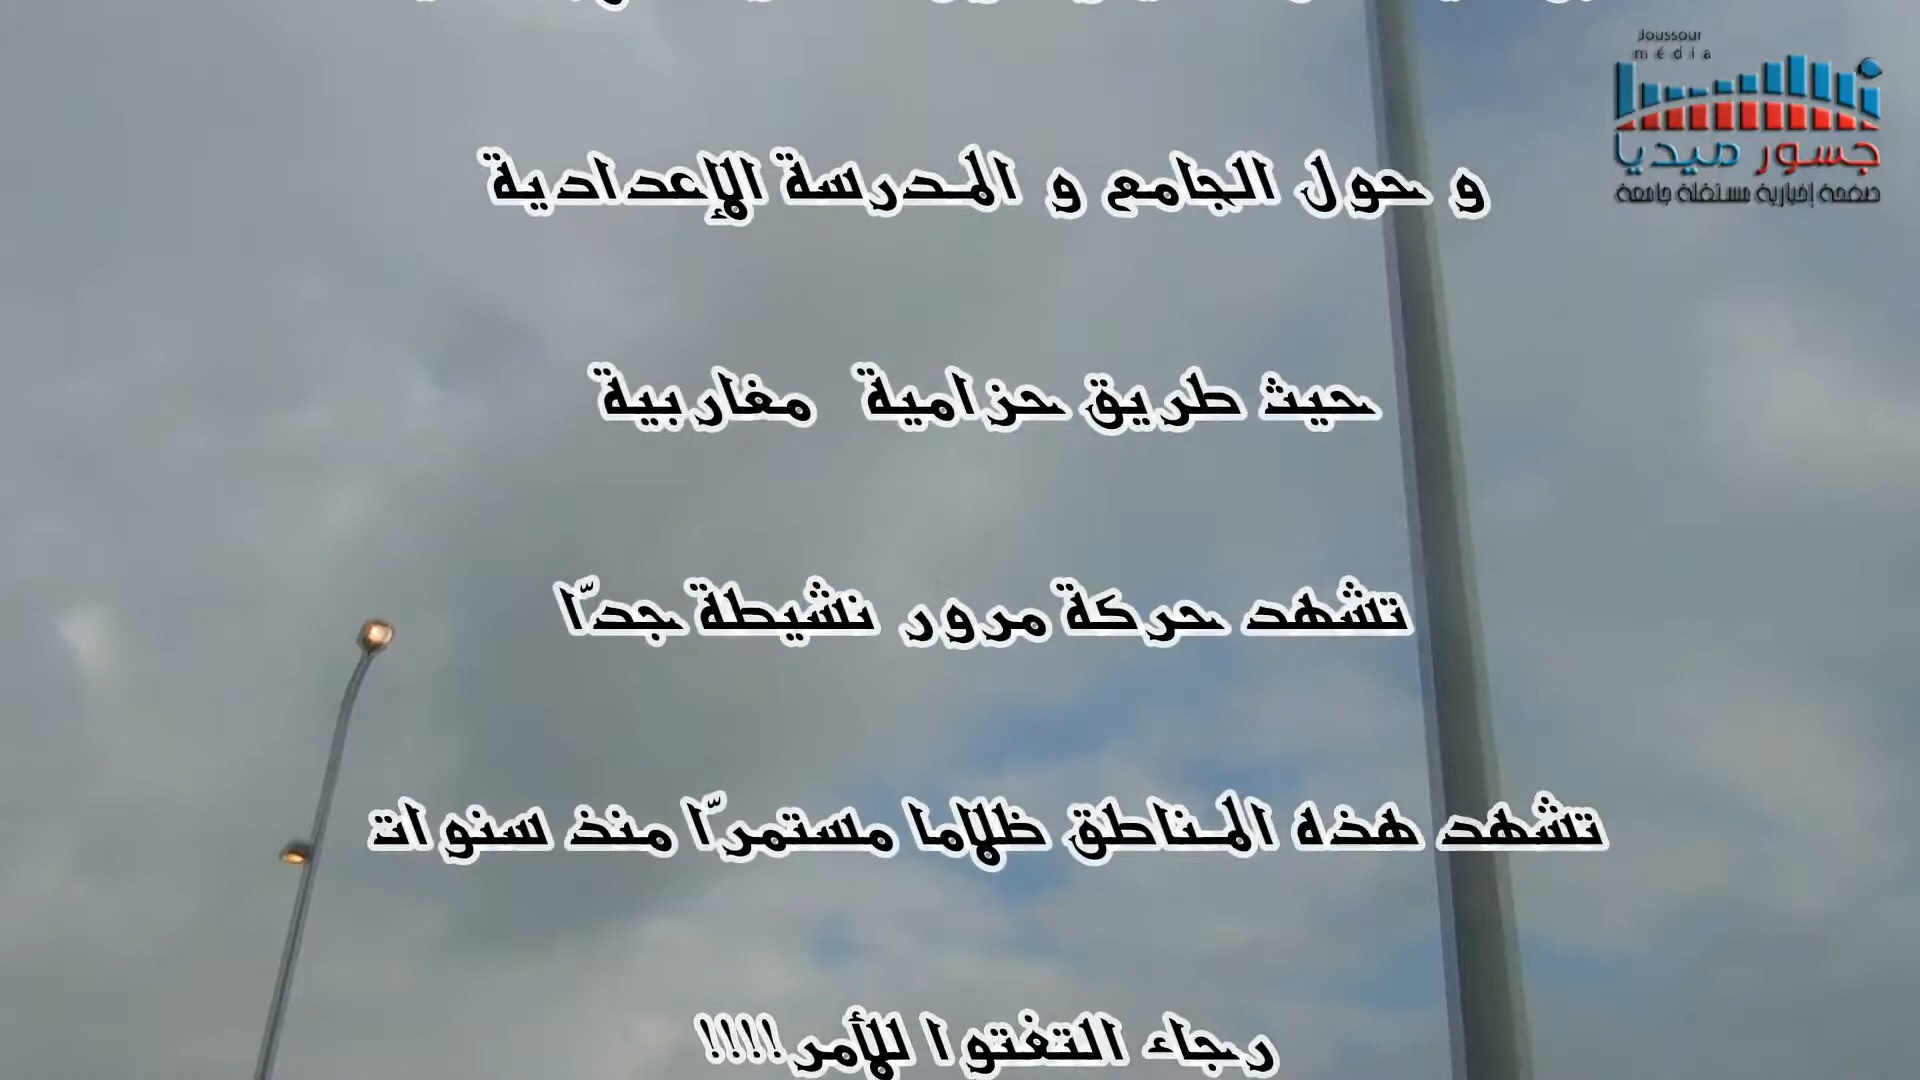 Joussour
média
جسور ميديا
صفحة إخبارية مستقلة جامعة
و حول الجامع و المدرسة الإعدادية
حيث طريق حزامية مغاربية
تشهد حركة مرور نشيطة جدّا
تشهد هذه المناطق ظلاما مستمرّا منذ سنوات
رجاء التفتوا للأمر!!!!